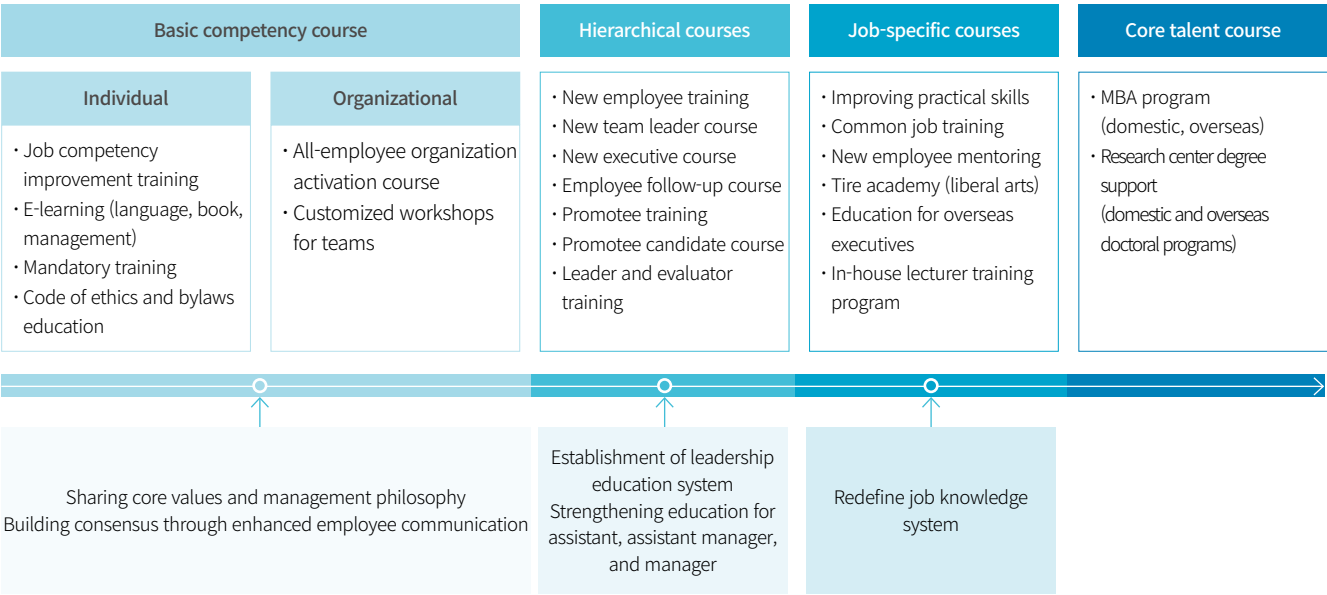 Basic competency course
Individual
· Job competency
improvement training
· E-learning (language, book,
management)
· Mandatory training
· Code of ethics and bylaws
education
Organizational
· All-employee organization
activation course
· Customized workshops
for teams
Hierarchical courses
· New employee training
· New team leader course
· New executive course
· Employee follow-up course
· Promotee training
· Promotee candidate course
· Leader and evaluator
training
Job-specific courses
· Improving practical skills
· Common job training
· New employee mentoring
· Tire academy (liberal arts)
· Education for overseas
executives
· In-house lecturer training
program
Core talent course
· MBA program
(domestic, overseas)
· Research center degree
support
(domestic and overseas
doctoral programs)
Sharing core values and management philosophy
Building consensus through enhanced employee communication
Establishment of leadership
education system
Strengthening education for
assistant, assistant manager,
and manager
Redefine job knowledge
system